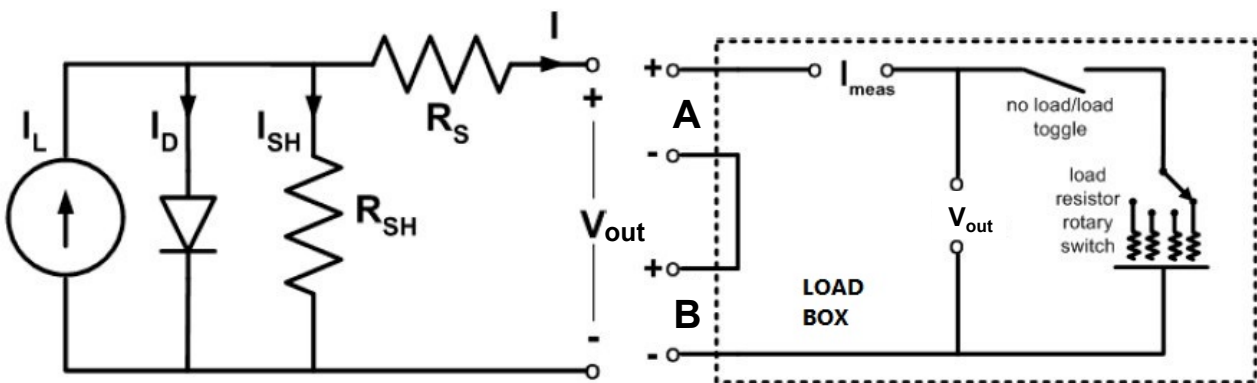 I
R_S
I_L
I_D
I_SH
R_SH
+
V_out
-
+
A
-
+
B
-
I_meas
no load/load
toggle
V_out
load
resistor
rotary
switch
LOAD
BOX